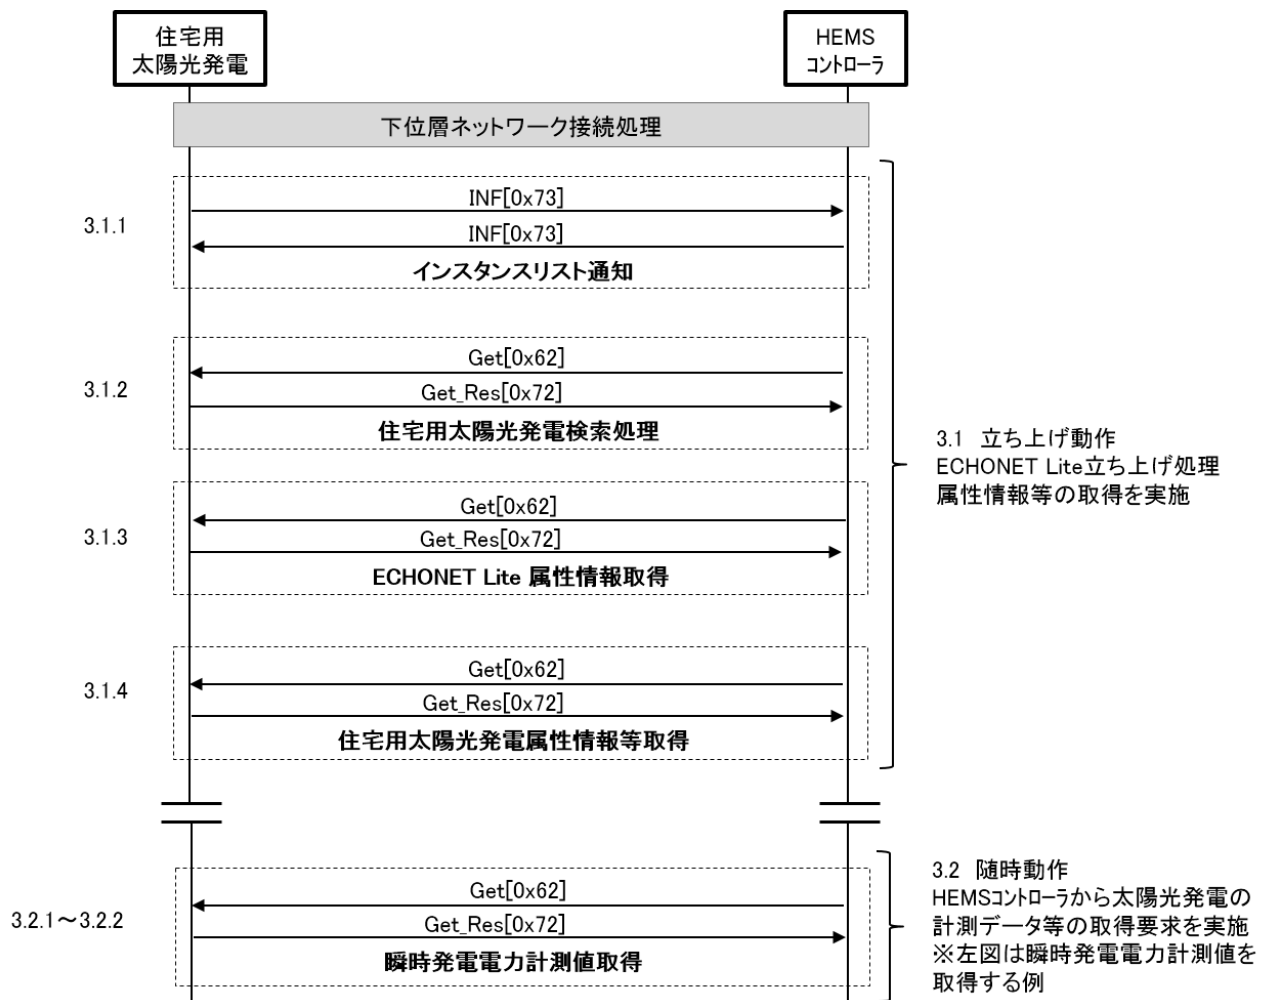 住宅用
太陽光発電
HEMS
コントローラ
下位層ネットワーク接続処理
3.1.1
INF[0x73]
INF[0x73]
インスタンスリスト通知
3.1.2
Get[0x62]
Get_Res[0x72]
住宅用太陽光発電検索処理
3.1.3
Get[0x62]
Get_Res[0x72]
ECHONET Lite 属性情報取得
3.1.4
Get[0x62]
Get_Res[0x72]
住宅用太陽光発電属性情報等取得
3.1 立ち上げ動作
ECHONET Lite立ち上げ処理
属性情報等の取得を実施
3.2.1～3.2.2
Get[0x62]
Get_Res[0x72]
瞬時発電電力計測値取得
3.2 随時動作
HEMSコントローラから太陽光発電の
計測データ等の取得要求を実施
※左図は瞬時発電電力計測値を
取得する例